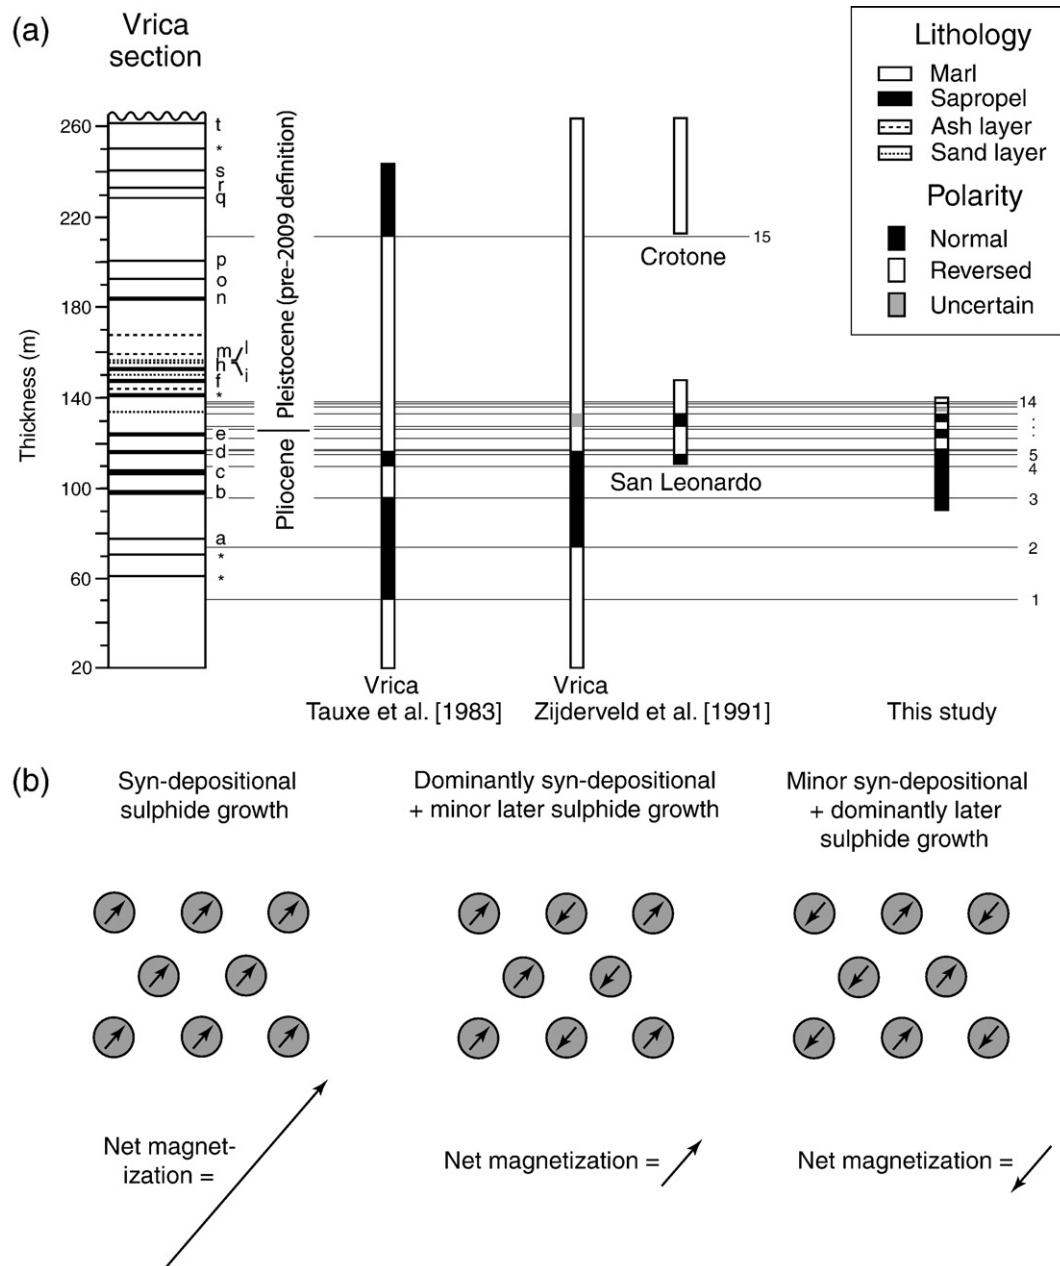 (a)
Vrica
section
Lithology
Marl
Sapropel
Ash layer
Sand layer
Polarity
Normal
Reversed
Uncertain
Thickness (m)
260
220
180
140
100
60
20
t
*
s
r
q
p
o
n
m
l
h
i
f
*
e
d
c
b
a
*
*
Pleistocene (pre-2009 definition)
Pliocene
15
Crotone
San Leonardo
14
5
4
3
2
1
Vrica
Tauxe et al. [1983]
Vrica
Zijderveld et al. [1991]
This study
(b)
Syn-depositional
sulphide growth
Dominantly syn-depositional
+ minor later sulphide growth
Minor syn-depositional
+ dominantly later
sulphide growth
Net magnet-
ization =
Net magnetization =
Net magnetization =